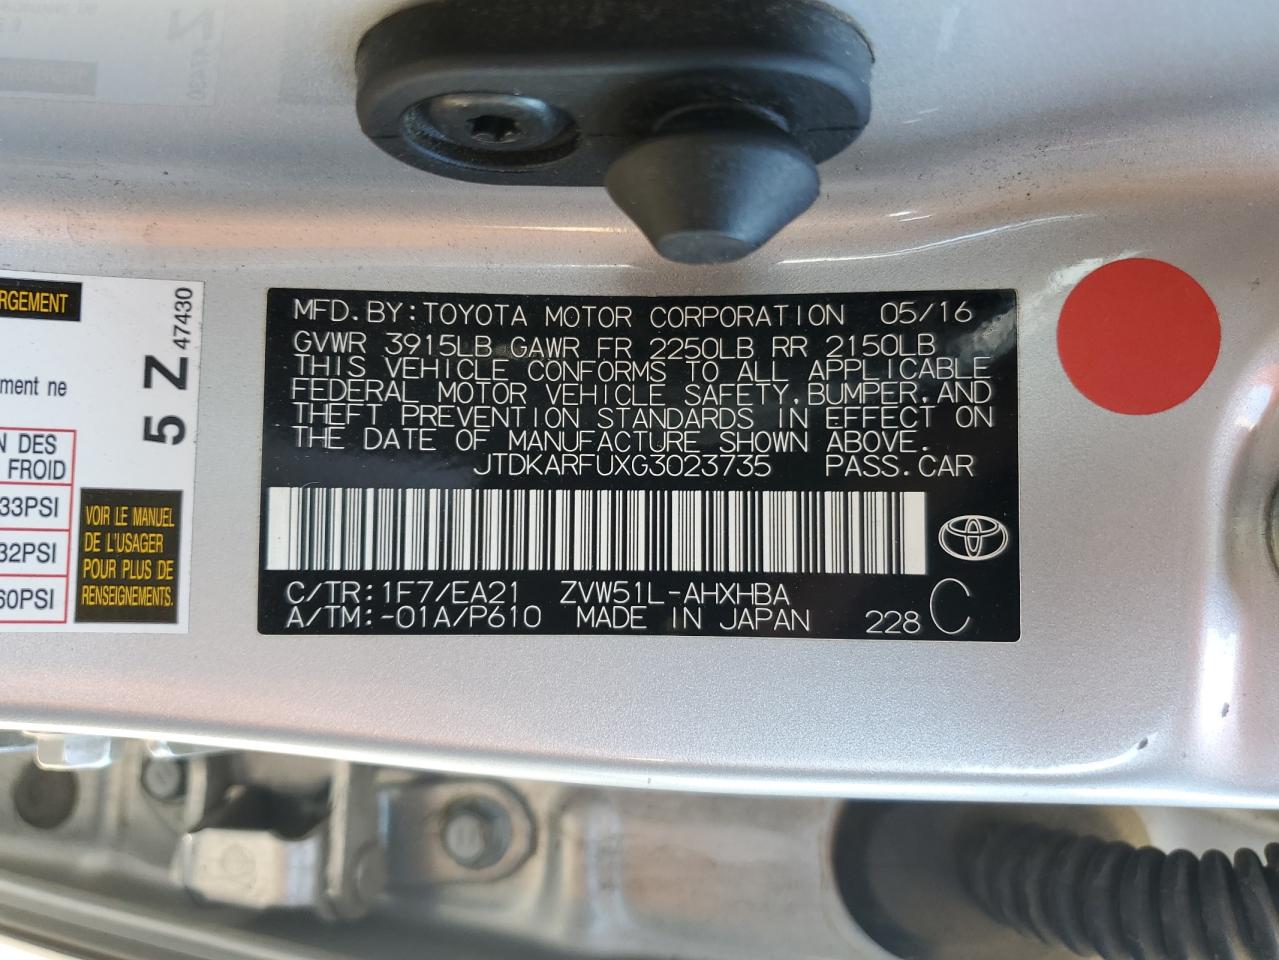 RGEMENT
ment ne
N DES
FROID
33PSI
32PSI
60PSI
5 Z 47430
VOIR LE MANUEL
DE L'USAGER
POUR PLUS DE
RENSEIGNEMENTS.
MFD.BY:TOYOTA MOTOR CORPORATION 05/16
GVWR 3915LB GAWR FR 2250LB RR 2150LB
THIS VEHICLE CONFORMS TO ALL APPLICABLE
FEDERAL MOTOR VEHICLE SAFETY,BUMPER,AND
THEFT PREVENTION STANDARDS IN EFFECT ON
THE DATE OF MANUFACTURE SHOWN ABOVE.
JTDKARFUXG3023735 PASS.CAR
C/TR:1F7/EA21 ZVW51L-AHXHBA
A/TM:-01A/P610 MADE IN JAPAN 228 C